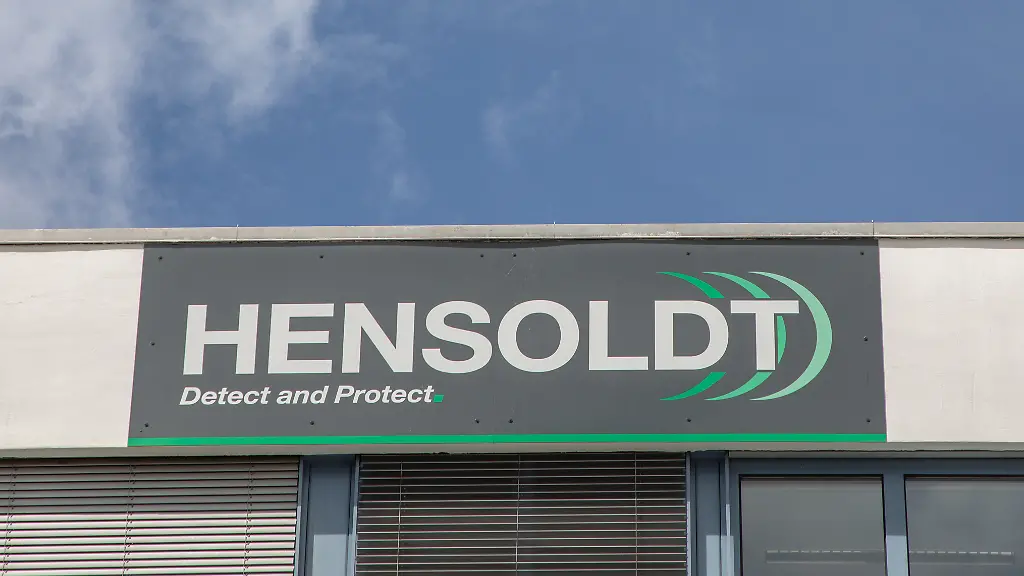 HENSOLDT
Detect and Protect.